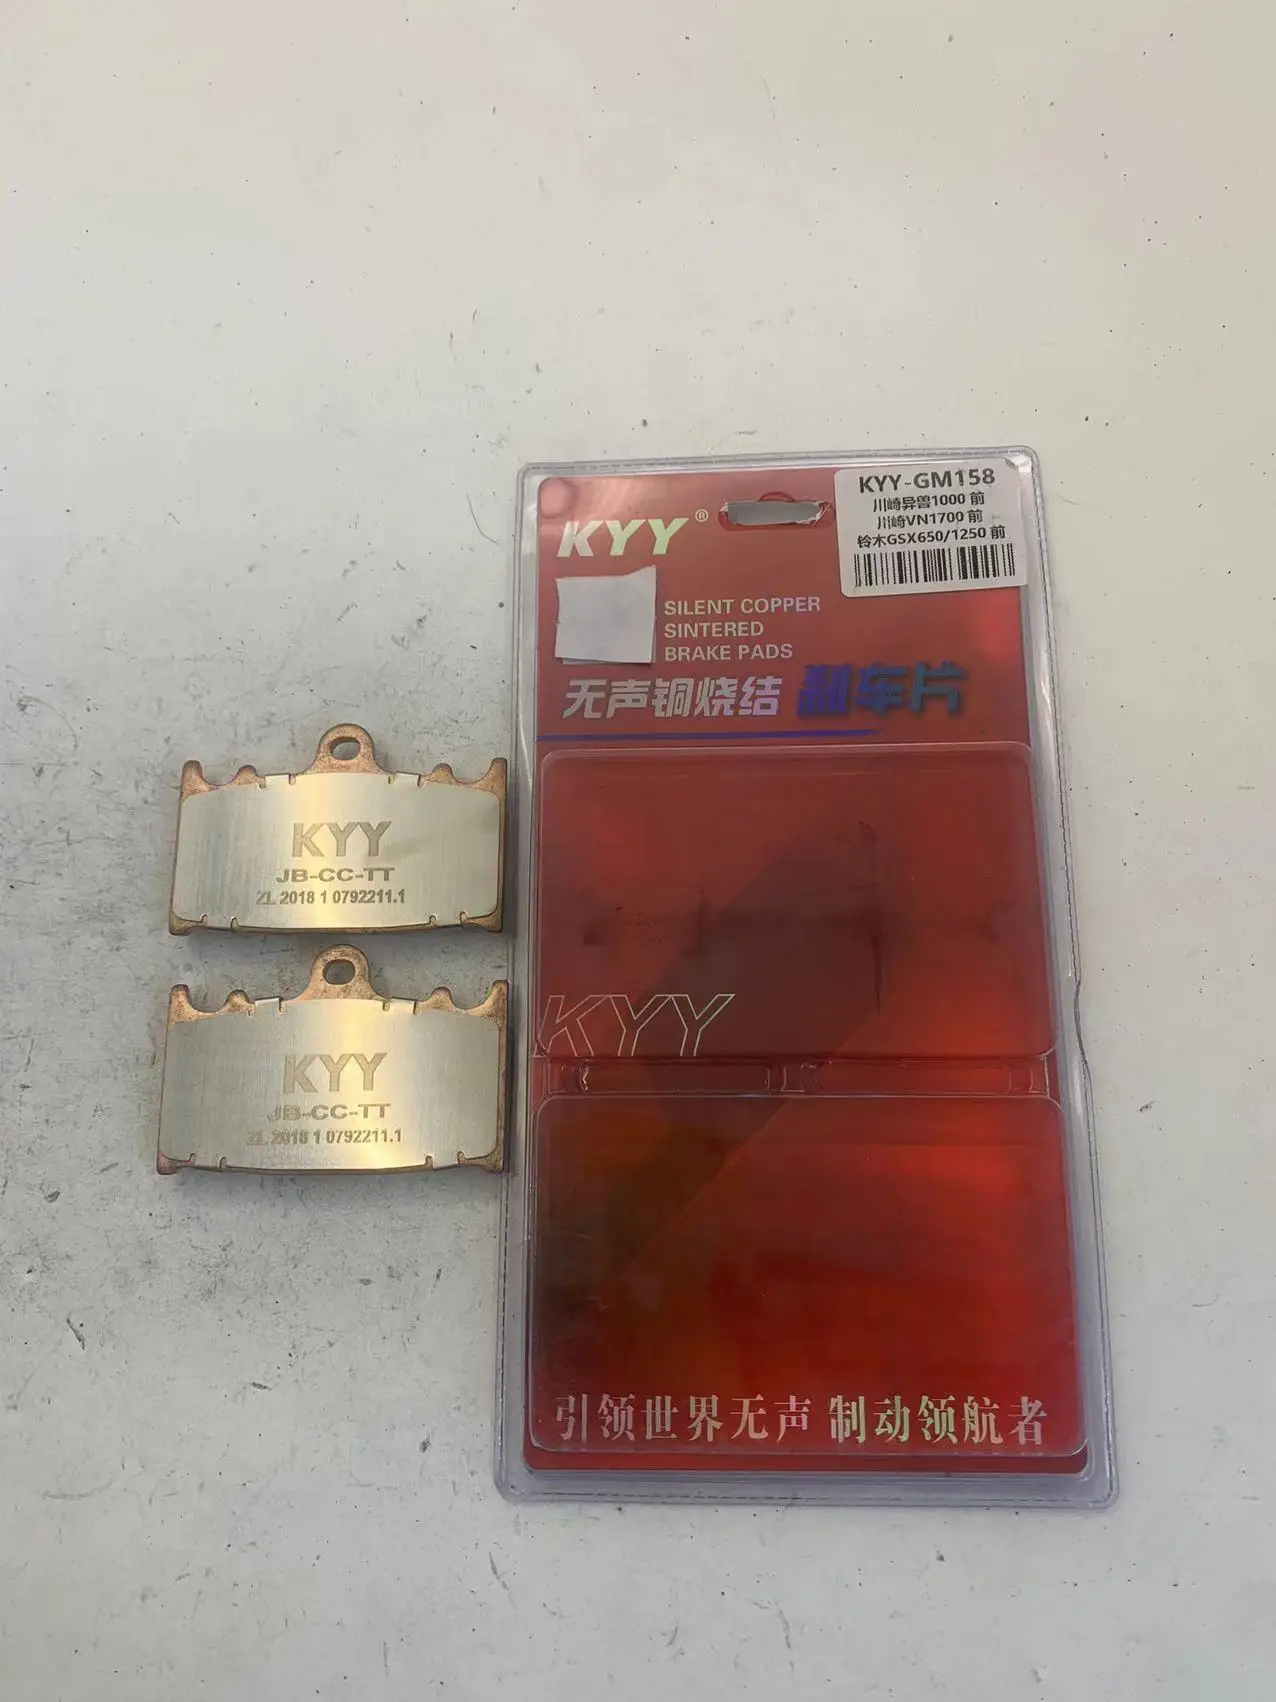 KYY®
KYY-GM158
川崎异兽1000 前
川崎VN1700 前
铃木GSX650/1250 前
SILENT COPPER
SINTERED
BRAKE PADS
无声铜烧结 刹车片
KYY
JB-CC-TT
ZL 2018 1 0792211.1
KYY
JB-CC-TT
ZL 2018 1 0792211.1
KYY
引领世界无声 制动领航者